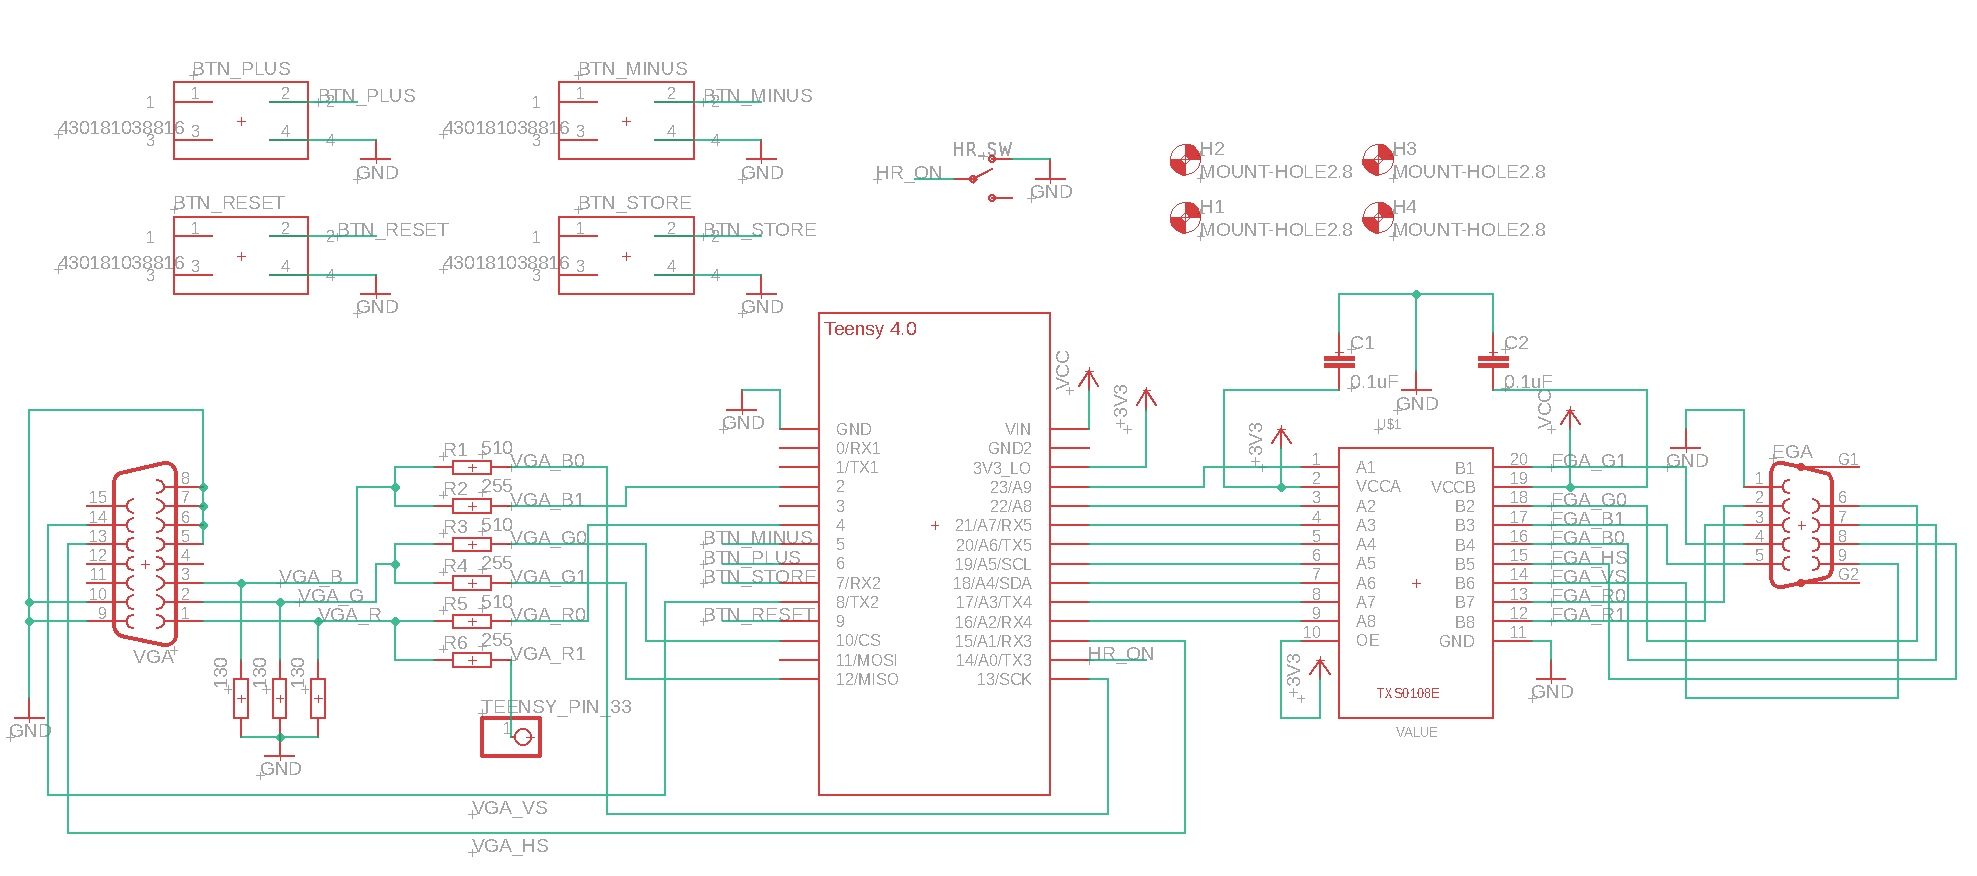 BTN_PLUS
1 1 2 2 BTN_PLUS
430181038816
3 3 4 4
GND
BTN_MINUS
1 1 2 2 BTN_MINUS
430181038816
3 3 4 4
GND
BTN_RESET
1 1 2 2 BTN_RESET
430181038816
3 3 4 4
GND
BTN_STORE
1 1 2 2 BTN_STORE
430181038816
3 3 4 4
GND
HR_SW
HR_ON
GND
H2
MOUNT-HOLE2.8
H3
MOUNT-HOLE2.8
H1
MOUNT-HOLE2.8
H4
MOUNT-HOLE2.8
15
14
13
12
11
10
9
8
7
6
5
4
3
2
1
VGA
GND
VGA_B
VGA_G
VGA_R
130
130
130
GND
R1 510 VGA_B0
R2 255 VGA_B1
R3 510 VGA_G0
R4 255 VGA_G1
R5 510 VGA_R0
R6 255 VGA_R1
TEENSY_PIN_33
1
VGA_VS
VGA_HS
GND
BTN_MINUS
BTN_PLUS
BTN_STORE
BTN_RESET
Teensy 4.0
GND
0/RX1
1/TX1
2
3
4
5
6
7/RX2
8/TX2
9
10/CS
11/MOSI
12/MISO
VIN
GND2
3V3_LO
23/A9
22/A8
21/A7/RX5
20/A6/TX5
19/A5/SCL
18/A4/SDA
17/A3/TX4
16/A2/RX4
15/A1/RX3
14/A0/TX3
13/SCK
VCC
+3V3
HR_ON
C1
0.1uF
C2
0.1uF
GND
U$1
+3V3
VCC
1 A1
2 VCCA
3 A2
4 A3
5 A4
6 A5
7 A6
8 A7
9 A8
10 OE
B1 20 EGA_G1
VCCB 19
B2 18 EGA_G0
B3 17 EGA_B1
B4 16 EGA_B0
B5 15 EGA_HS
B6 14 EGA_VS
B7 13 EGA_R0
B8 12 EGA_R1
GND 11
+3V3
TXS0108E
VALUE
GND
GND
EGA
G1
1
2
3
4
5
6
7
8
9
G2